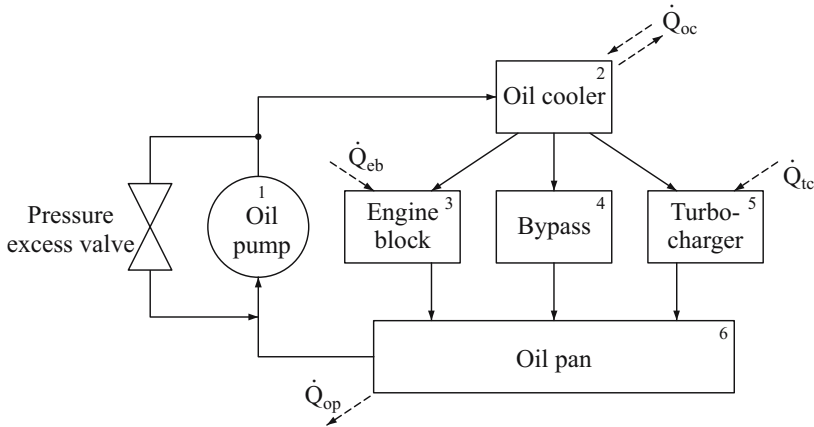 Q̇oc
2
Oil cooler
Q̇eb
Q̇tc
1
Oil
pump
3
Engine
block
4
Bypass
5
Turbo-
charger
Pressure
excess valve
6
Oil pan
Q̇op